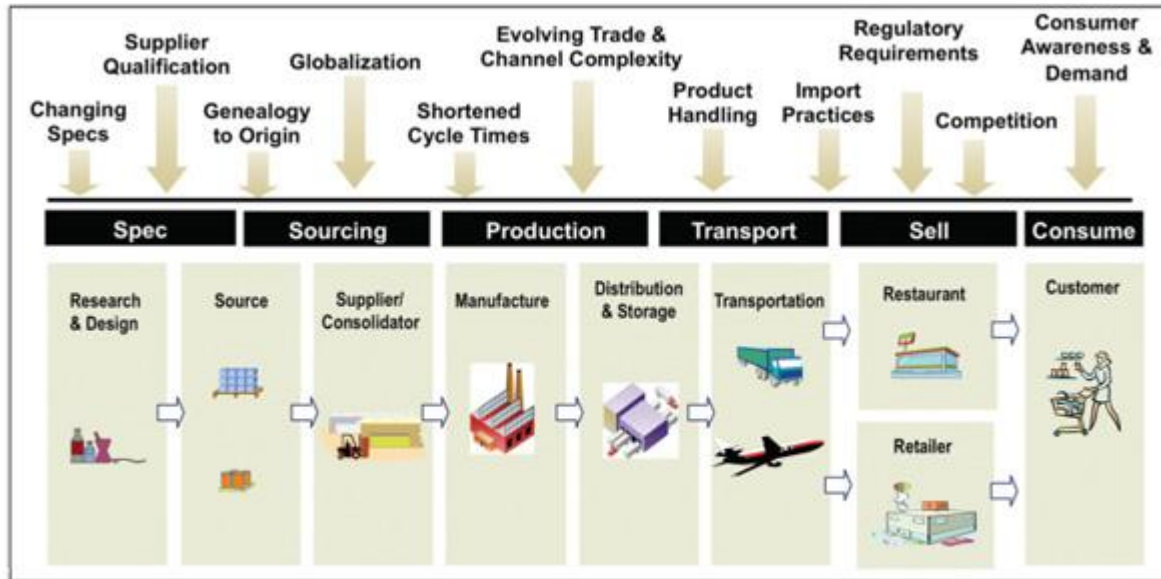 Supplier
Qualification
Changing
Specs
Genealogy
to Origin
Globalization
Shortened
Cycle Times
Evolving Trade &
Channel Complexity
Product
Handling
Import
Practices
Regulatory
Requirements
Competition
Consumer
Awareness &
Demand
Spec
Sourcing
Production
Transport
Sell
Consume
Research
& Design
Source
Supplier/
Consolidator
Manufacture
Distribution
& Storage
Transportation
Restaurant
Retailer
Customer